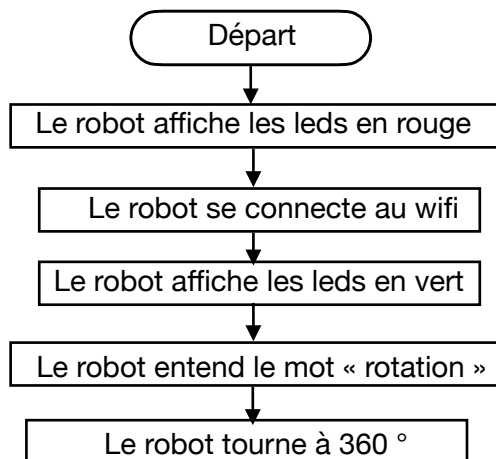 Départ
Le robot affiche les leds en rouge
Le robot se connecte au wifi
Le robot affiche les leds en vert
Le robot entend le mot « rotation »
Le robot tourne à 360 °